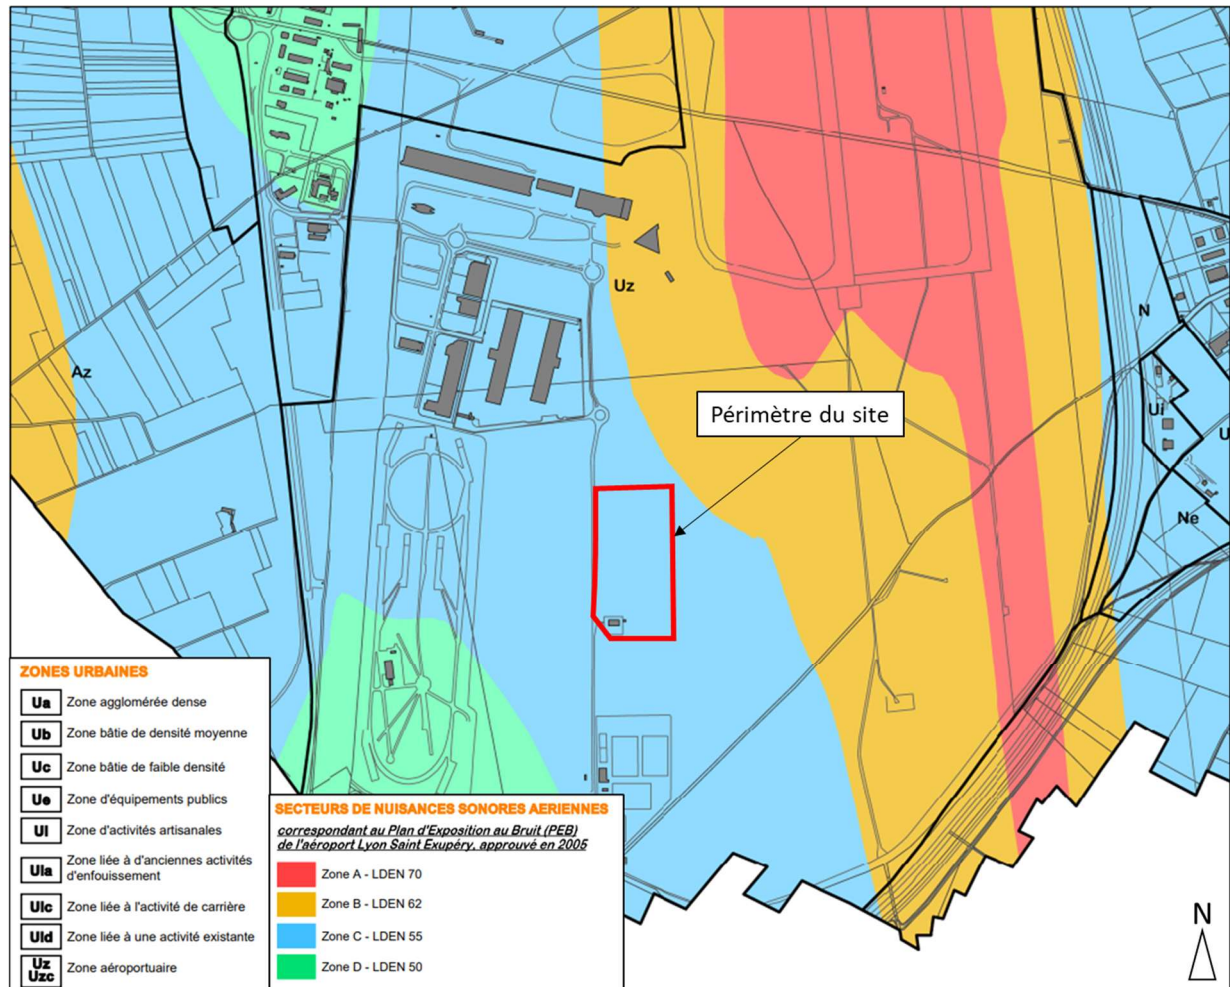 Uz
N
Az
Périmètre du site
Ui
U
Ne
ZONES URBAINES
Ua Zone agglomérée dense
Ub Zone bâtie de densité moyenne
Uc Zone bâtie de faible densité
Ue Zone d'équipements publics
UI Zone d'activités artisanales
Ula Zone liée à d'anciennes activités
d'enfouissement
Ulc Zone liée à l'activité de carrière
Uld Zone liée à une activité existante
Uz
Uzc Zone aéroportuaire
SECTEURS DE NUISANCES SONORES AERIENNES
correspondant au Plan d'Exposition au Bruit (PEB)
de l'aéroport Lyon Saint Exupéry, approuvé en 2005
Zone A - LDEN 70
Zone B - LDEN 62
Zone C - LDEN 55
Zone D - LDEN 50
N